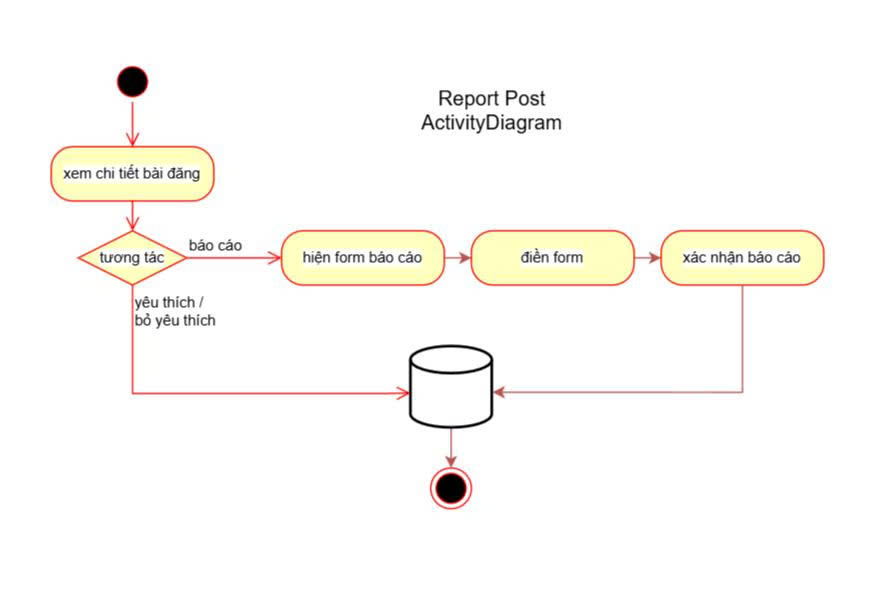 Report Post
ActivityDiagram
xem chi tiết bài đăng
tương tác
báo cáo
hiện form báo cáo
điền form
xác nhận báo cáo
yêu thích /
bỏ yêu thích